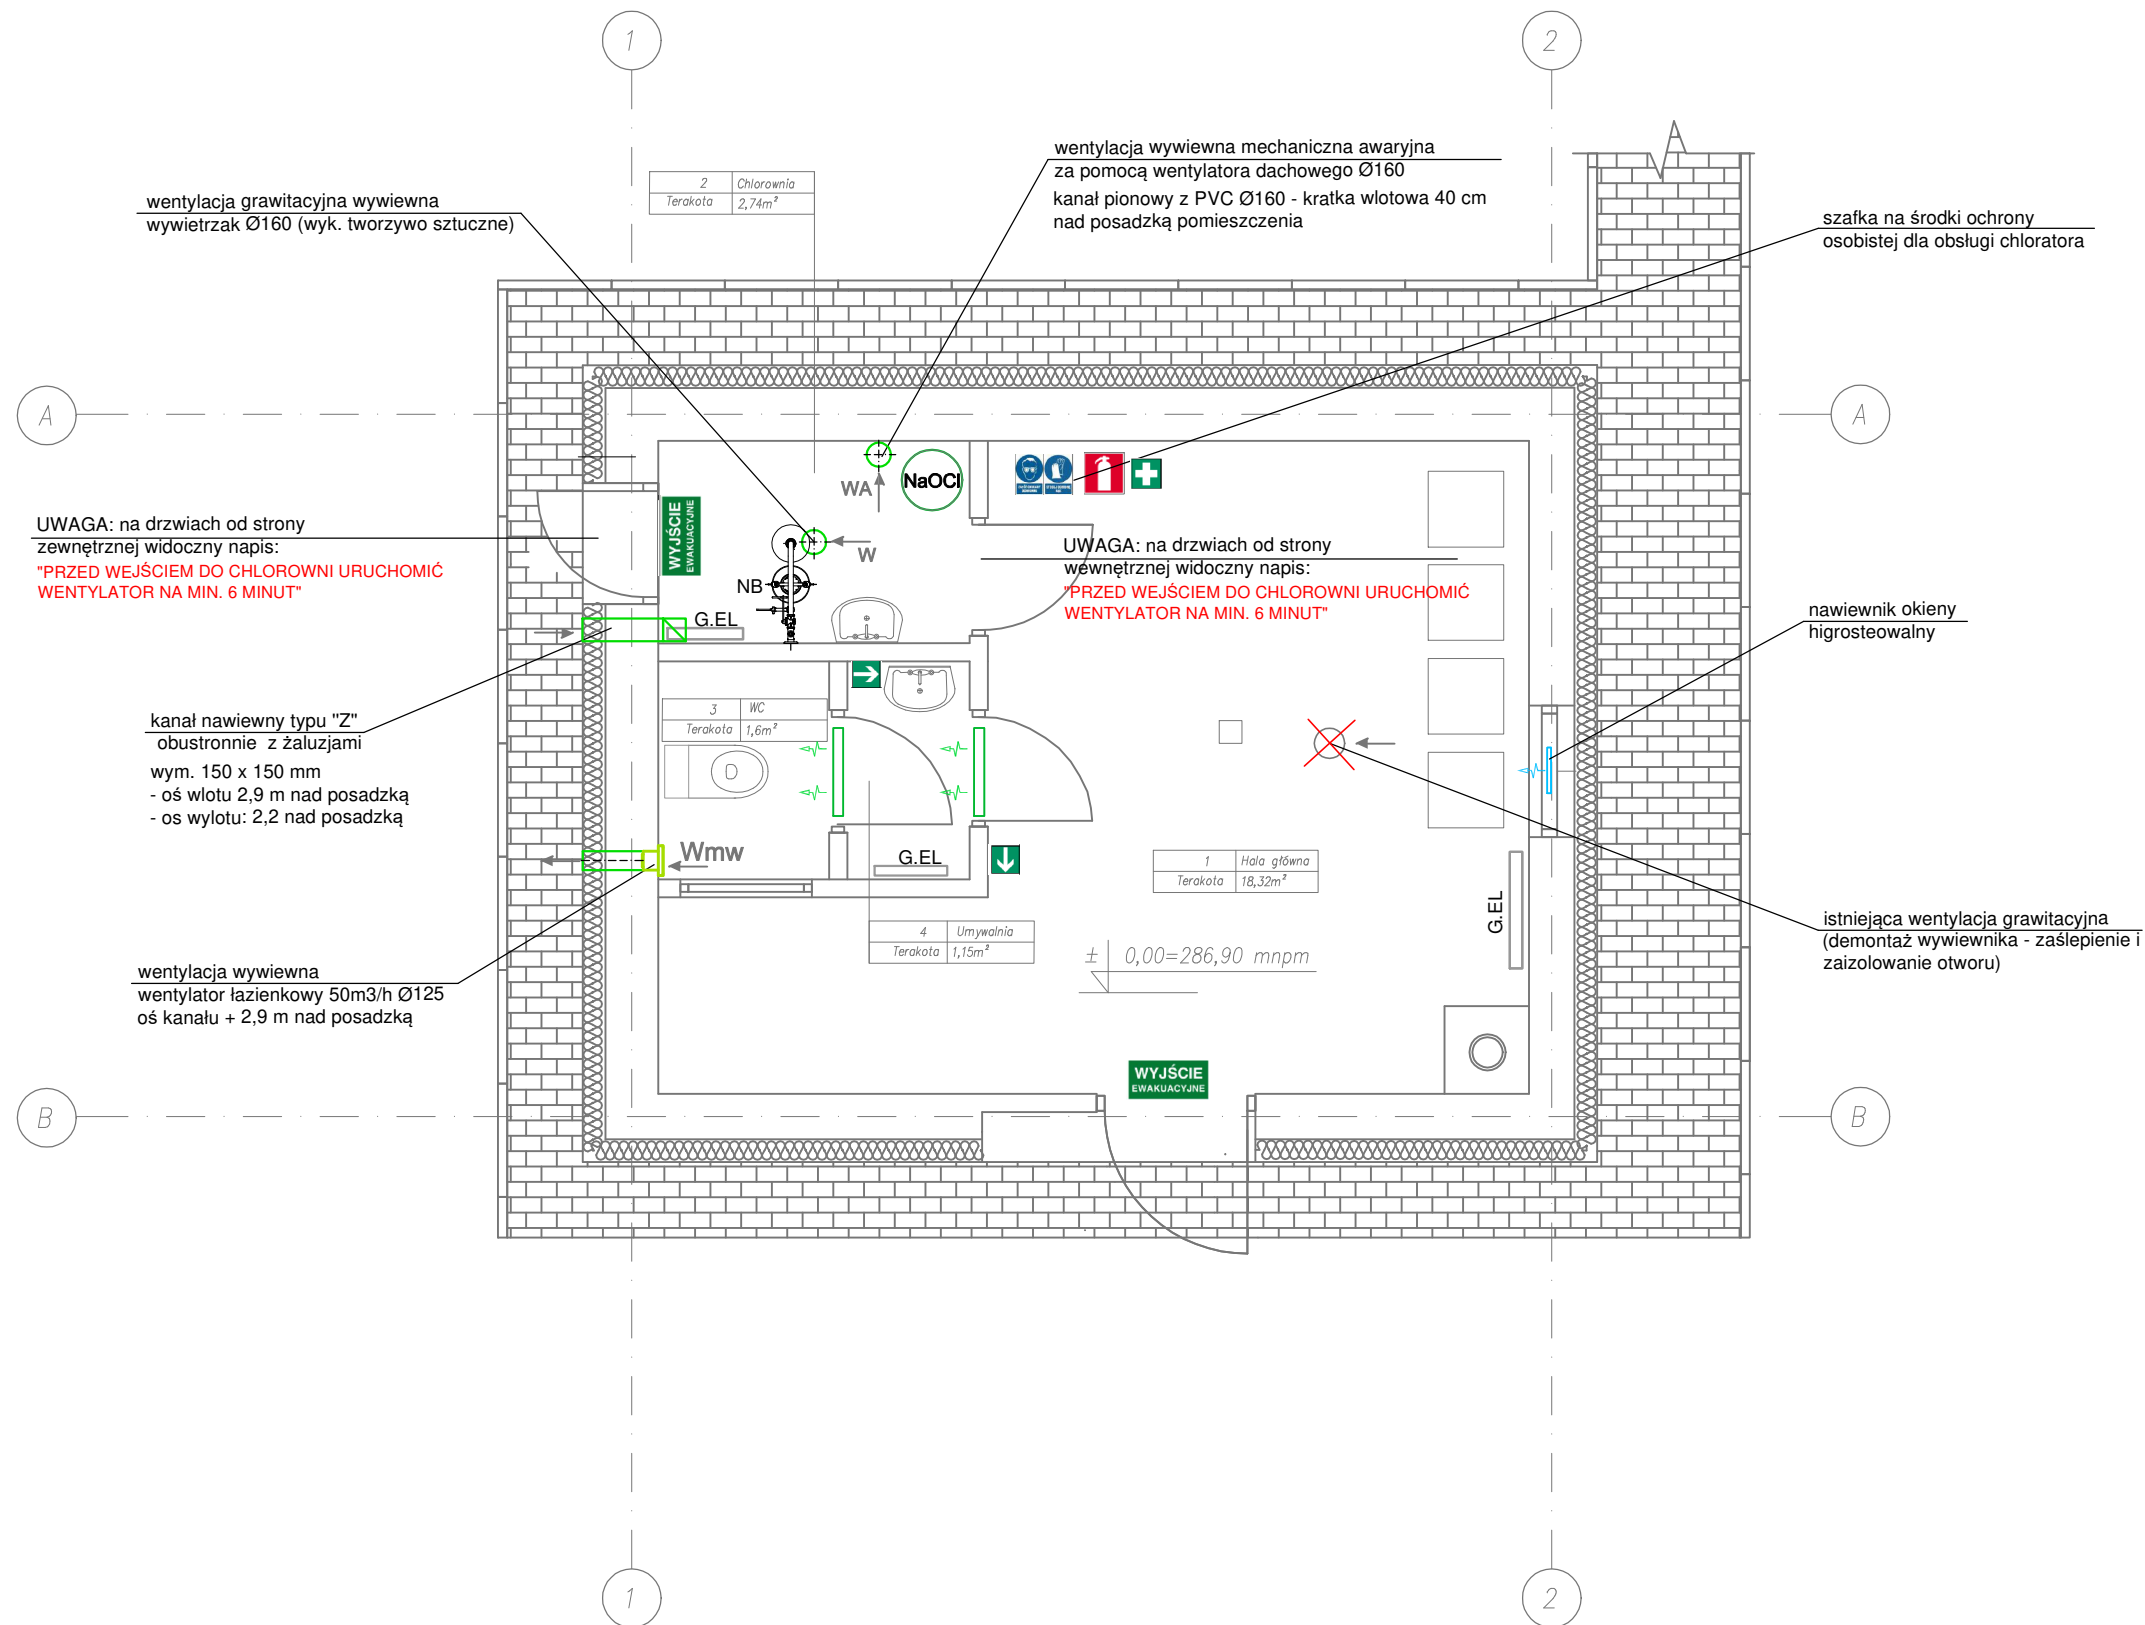 1
2
wentylacja wywiewna mechaniczna awaryjna
za pomocą wentylatora dachowego Ø160
kanał pionowy z PVC Ø160 - kratka wlotowa 40 cm
nad posadzką pomieszczenia
2 Chlorownia
Terakota 2,74m²
wentylacja grawitacyjna wywiewna
wywietrzak Ø160 (wyk. tworzywo sztuczne)
szafka na środki ochrony
osobistej dla obsługi chloratora
A
A
WA
NaOCl
W
NB
G.EL
WYJŚCIE
EWAKUACYJNE
UWAGA: na drzwiach od strony
zewnętrznej widoczny napis:
"PRZED WEJŚCIEM DO CHLOROWNI URUCHOMIĆ
WENTYLATOR NA MIN. 6 MINUT"
UWAGA: na drzwiach od strony
wewnętrznej widoczny napis:
"PRZED WEJŚCIEM DO CHLOROWNI URUCHOMIĆ
WENTYLATOR NA MIN. 6 MINUT"
nawiewnik okieny
higrosteowalny
kanał nawiewny typu "Z"
obustronnie z żaluzjami
wym. 150 x 150 mm
- oś wlotu 2,9 m nad posadzką
- os wylotu: 2,2 nad posadzką
3 WC
Terakota 1,6m²
Wmw
G.EL
1 Hala główna
Terakota 18,32m²
G.EL
4 Umywalnia
Terakota 1,15m²
± 0,00=286,90 mnpm
istniejąca wentylacja grawitacyjna
(demontaż wywiewnika - zaślepienie i
zaizolowanie otworu)
wentylacja wywiewna
wentylator łazienkowy 50m3/h Ø125
oś kanału + 2,9 m nad posadzką
WYJŚCIE
EWAKUACYJNE
B
B
1
2